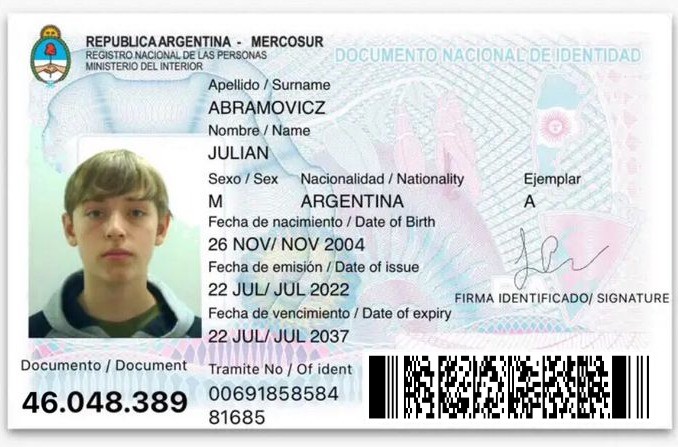 REPUBLICA ARGENTINA - MERCOSUR
REGISTRO NACIONAL DE LAS PERSONAS
MINISTERIO DEL INTERIOR
DOCUMENTO NACIONAL DE IDENTIDAD
Apellido / Surname
ABRAMOVICZ
Nombre / Name
JULIAN
Sexo / Sex Nacionalidad / Nationality Ejemplar
M ARGENTINA A
Fecha de nacimiento / Date of Birth
26 NOV/ NOV 2004
Fecha de emisión / Date of issue
22 JUL/ JUL 2022
FIRMA IDENTIFICADO/ SIGNATURE
Fecha de vencimiento / Date of expiry
22 JUL/ JUL 2037
Documento / Document
46.048.389
Tramite No / Of ident
00691858584
81685